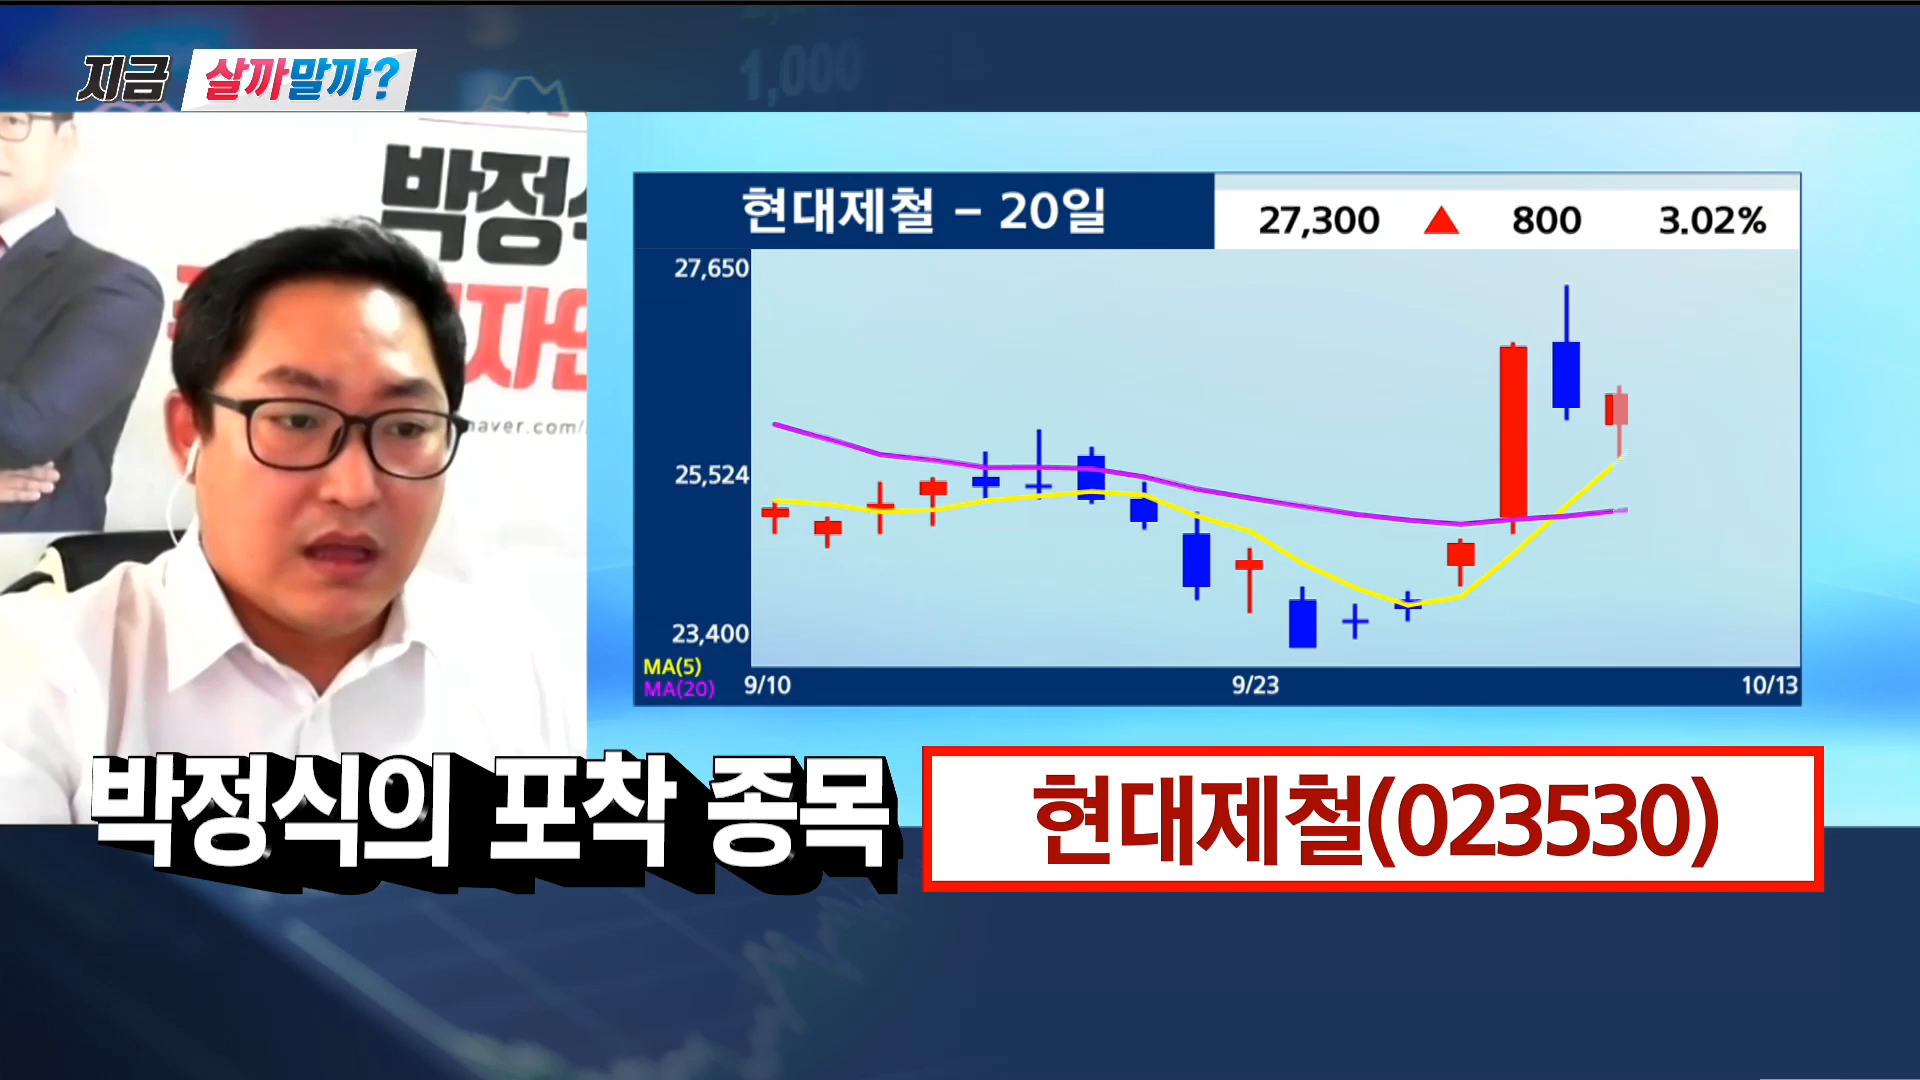 지금 살까말까?
1,000
박정
자
naver.com/
현대제철 – 20일
27,300 ▲ 800 3.02%
27,650
25,524
23,400
MA(5)
MA(20)
9/10 9/23 10/13
박정식의 포착 종목
현대제철(023530)